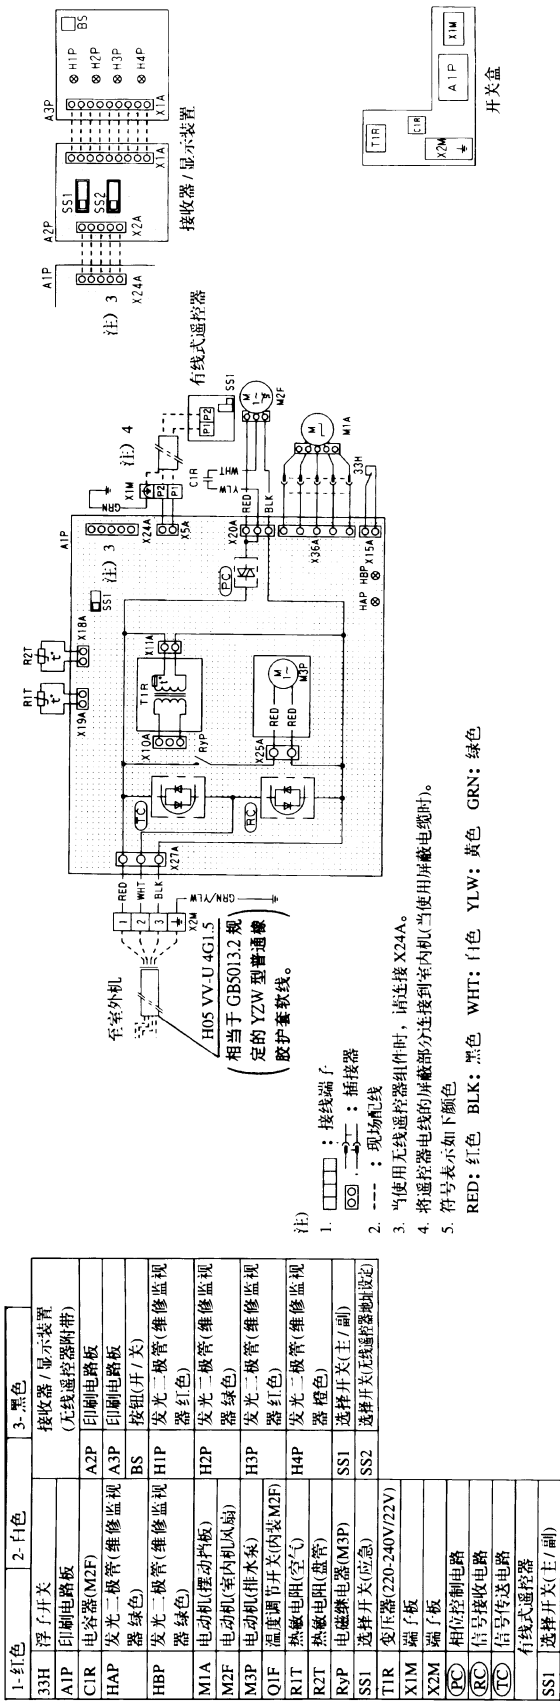 1-红色 2-白色 3-黑色
33H 浮子开关
A1P 印刷电路板
C1R 电容器(M2F)
HAP 发光二极管(维修监视
器 绿色)
HBP 发光二极管(维修监视
器 绿色)
M1A 电动机(摆动挡板)
M2F 电动机(室内机风扇)
M3P 电动机(排水泵)
Q1F 温度调节开关(内装M2F)
R1T 热敏电阻(空气)
R2T 热敏电阻(盘管)
RyP 电磁继电器(M3P)
SS1 选择开关(应急)
T1R 变压器(220-240V/22V)
X1M 端子板
X2M 端子板
PC 相位控制电路
RC 信号接收电路
TC 信号传送电路
有线式遥控器
SS1 选择开关(主/副)
接收器/显示装置
(无线遥控器附带)
A2P 印刷电路板
A3P 印刷电路板
BS 按钮(开/关)
H1P 发光二极管(维修监视
器 红色)
H2P 发光二极管(维修监视
器 绿色)
H3P 发光二极管(维修监视
器 红色)
H4P 发光二极管(维修监视
器 橙色)
SS1 选择开关(主/副)
SS2 选择开关(无线遥控器地址设定)
注)
1. :接线端子
:插接器
2. ---:现场配线
3. 当使用无线遥控器组件时,请连接 X24A。
4. 将遥控器电线的屏蔽部分连接到室内机(当使用屏蔽电缆时)。
5. 符号表示如下颜色
RED:红色 BLK:黑色 WHT:白色 YLW:黄色 GRN:绿色
至室外机
H05 VV-U 4G1.5
相当于 GB5013.2 规
定的 YZW 型普通橡
胶护套软线。
1
2
3
X2M
RED
WHT
BLK
GRN/YLW
X27A
TC
RC
R1T
t°
X19A
R2T
t°
X18A
X10A
T1R
t°
X11A
RyP
X25A
RED
RED
M
1~
M3P
SS1
注) 3
A1P
X24A
X5A
PC
X20A
X36A
X15A
HAP
HBP
GRN
X1M
P2
P1
注) 4
P1 P2
SS1
有线式遥控器
C1R
YLW
WHT
RED
BLK
M
1~
M2F
M
M1A
33H
A1P
X24A
注) 3
A2P
X2A
SS1
SS2
X1A
A3P
X1A
BS
H1P
H2P
H3P
H4P
接收器/显示装置
T1R
C1R
X2M
A1P
X1M
开关盒